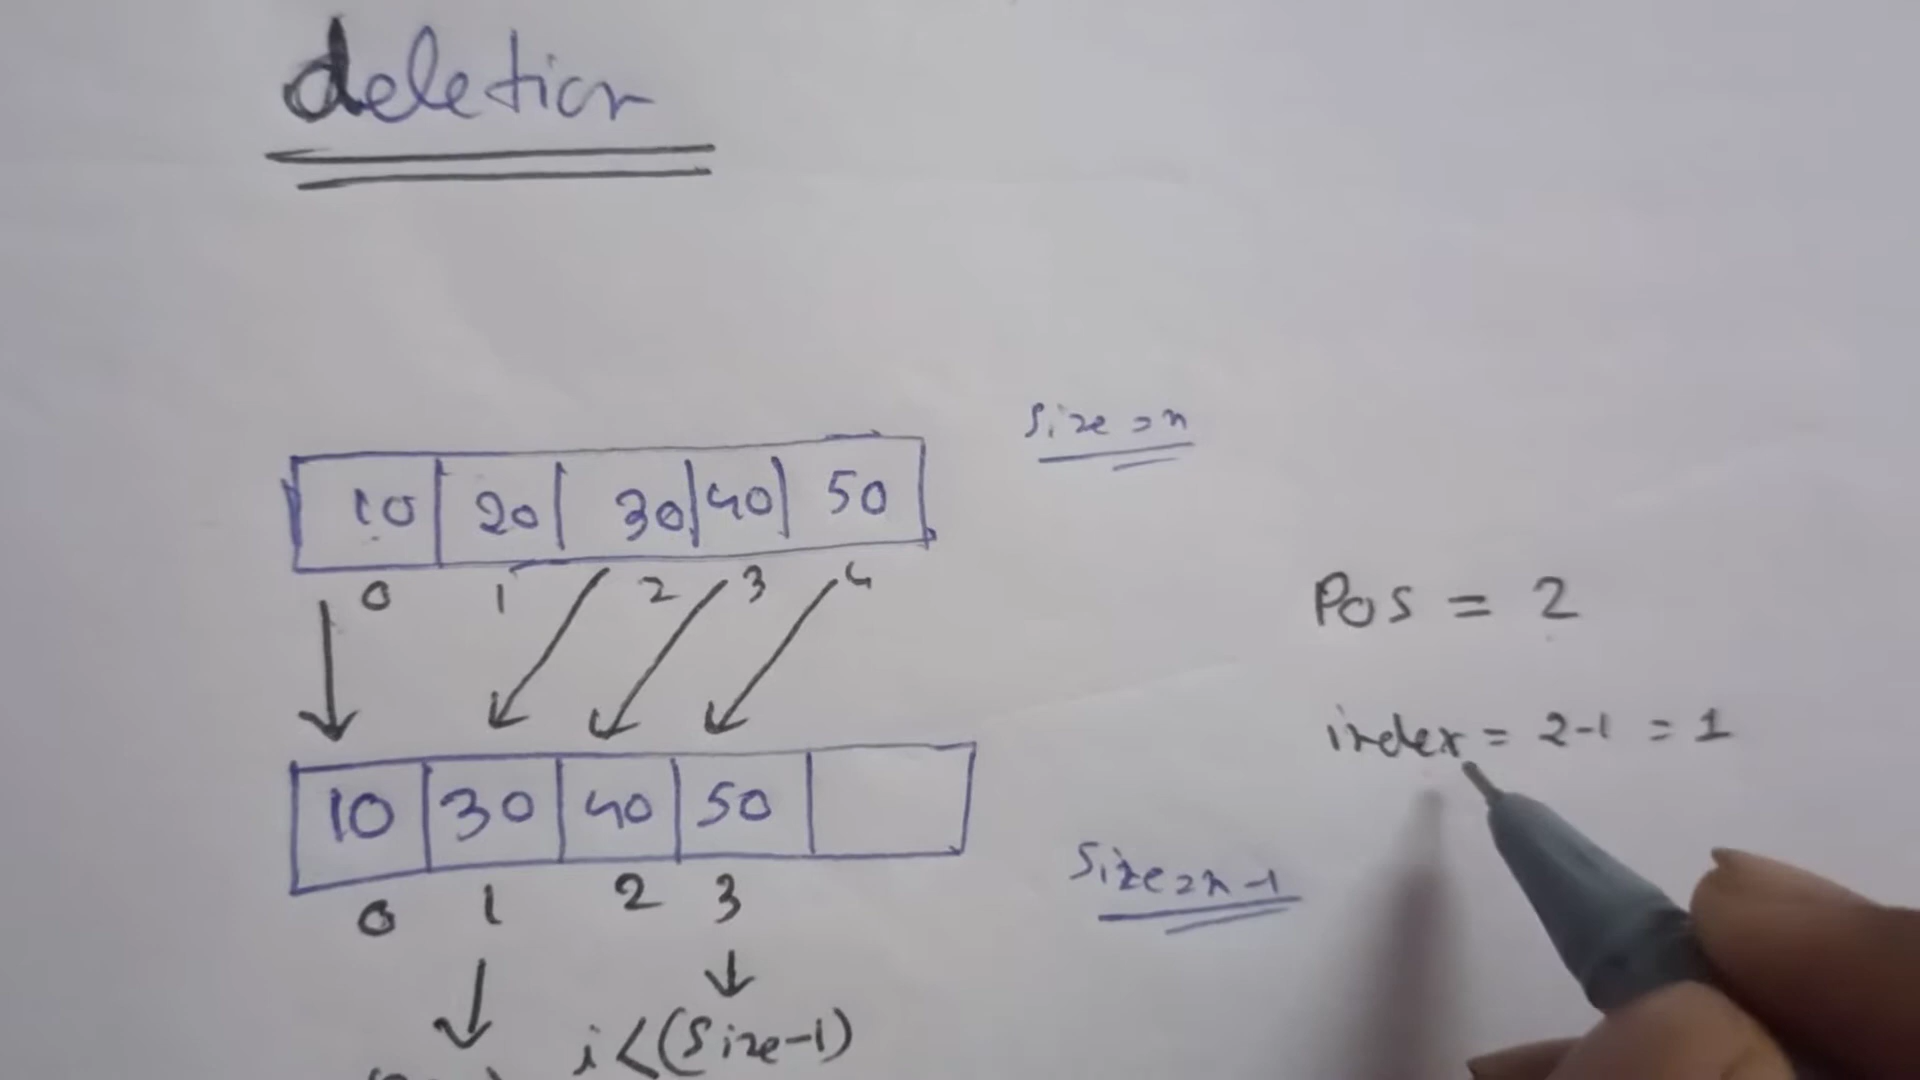 deletion
size = n
10 20 30 40 50
0 1 2 3 4
Pos = 2
index = 2-1 = 1
10 30 40 50
size = n-1
0 1 2 3
i < (size-1)